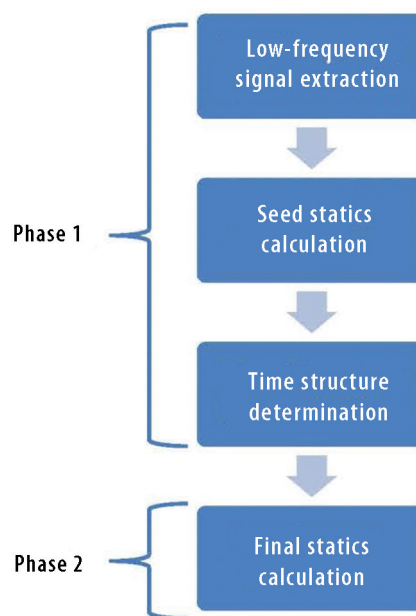 Low-frequency
signal extraction
Phase 1
Seed statics
calculation
Time structure
determination
Phase 2
Final statics
calculation